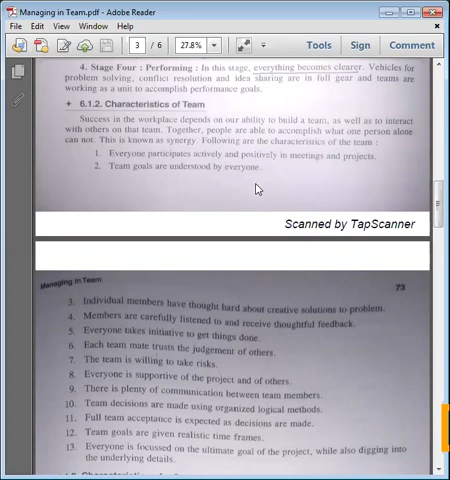 Managing in Team.pdf - Adobe Reader
File Edit View Window Help
3 / 6 27.8% Tools Sign Comment
4. Stage Four : Performing : In this stage, everything becomes clearer. Vehicles for
problem solving, conflict resolution and idea sharing are in full gear and teams are
working as a unit to accomplish performance goals.
+ 6.1.2. Characteristics of Team
Success in the workplace depends on our ability to build a team, as well as to interact
with others on that team. Together, people are able to accomplish what one person alone
can not. This is known as synergy. Following are the characteristics of the team :
1. Everyone participates actively and positively in meetings and projects.
2. Team goals are understood by everyone.
Scanned by TapScanner
Managing In Team 73
3. Individual members have thought hard about creative solutions to problem.
4. Members are carefully listened to and receive thoughtful feedback.
5. Everyone takes initiative to get things done.
6. Each team mate trusts the judgement of others.
7. The team is willing to take risks.
8. Everyone is supportive of the project and of others.
9. There is plenty of communication between team members.
10. Team decisions are made using organized logical methods.
11. Full team acceptance is expected as decisions are made.
12. Team goals are given realistic time frames.
13. Everyone is focussed on the ultimate goal of the project, while also digging into
the underlying details.